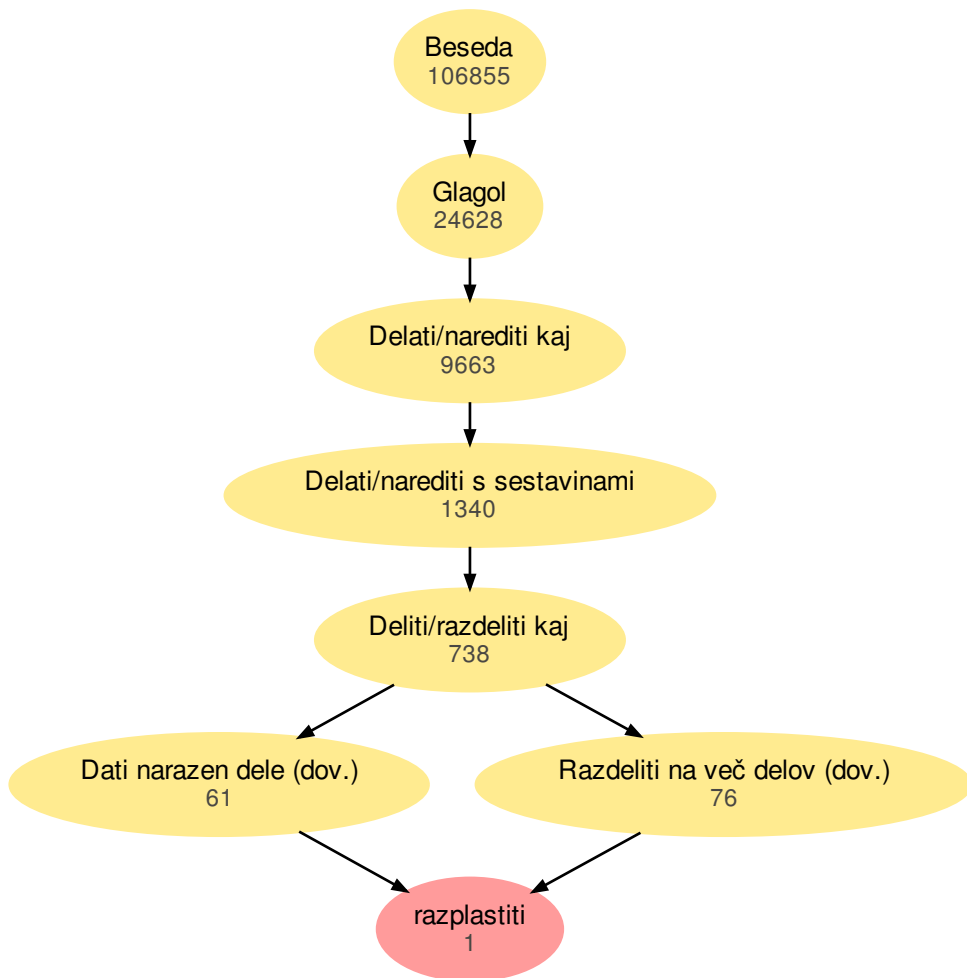 Beseda
106855
Glagol
24628
Delati/narediti kaj
9663
Delati/narediti s sestavinami
1340
Deliti/razdeliti kaj
738
Dati narazen dele (dov.)
61
Razdeliti na več delov (dov.)
76
razplastiti
1